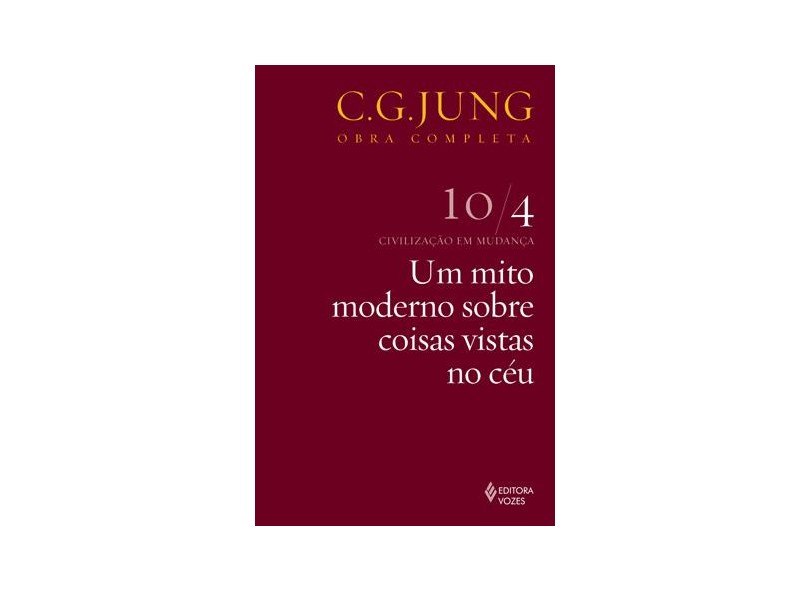 C.G.JUNG
OBRA COMPLETA
10/4
CIVILIZAÇÃO EM MUDANÇA
Um mito
moderno sobre
coisas vistas
no céu
EDITORA
VOZES